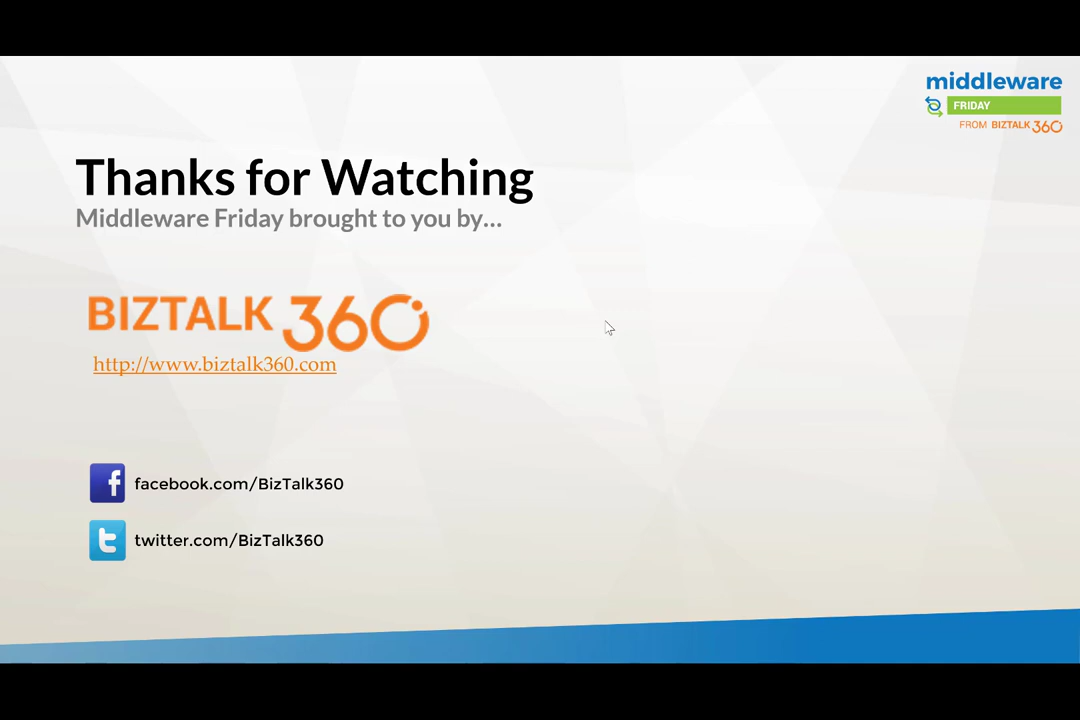 middleware
FRIDAY
FROM BIZTALK 360
Thanks for Watching
Middleware Friday brought to you by...
BIZTALK 360
http://www.biztalk360.com
f facebook.com/BizTalk360
t twitter.com/BizTalk360